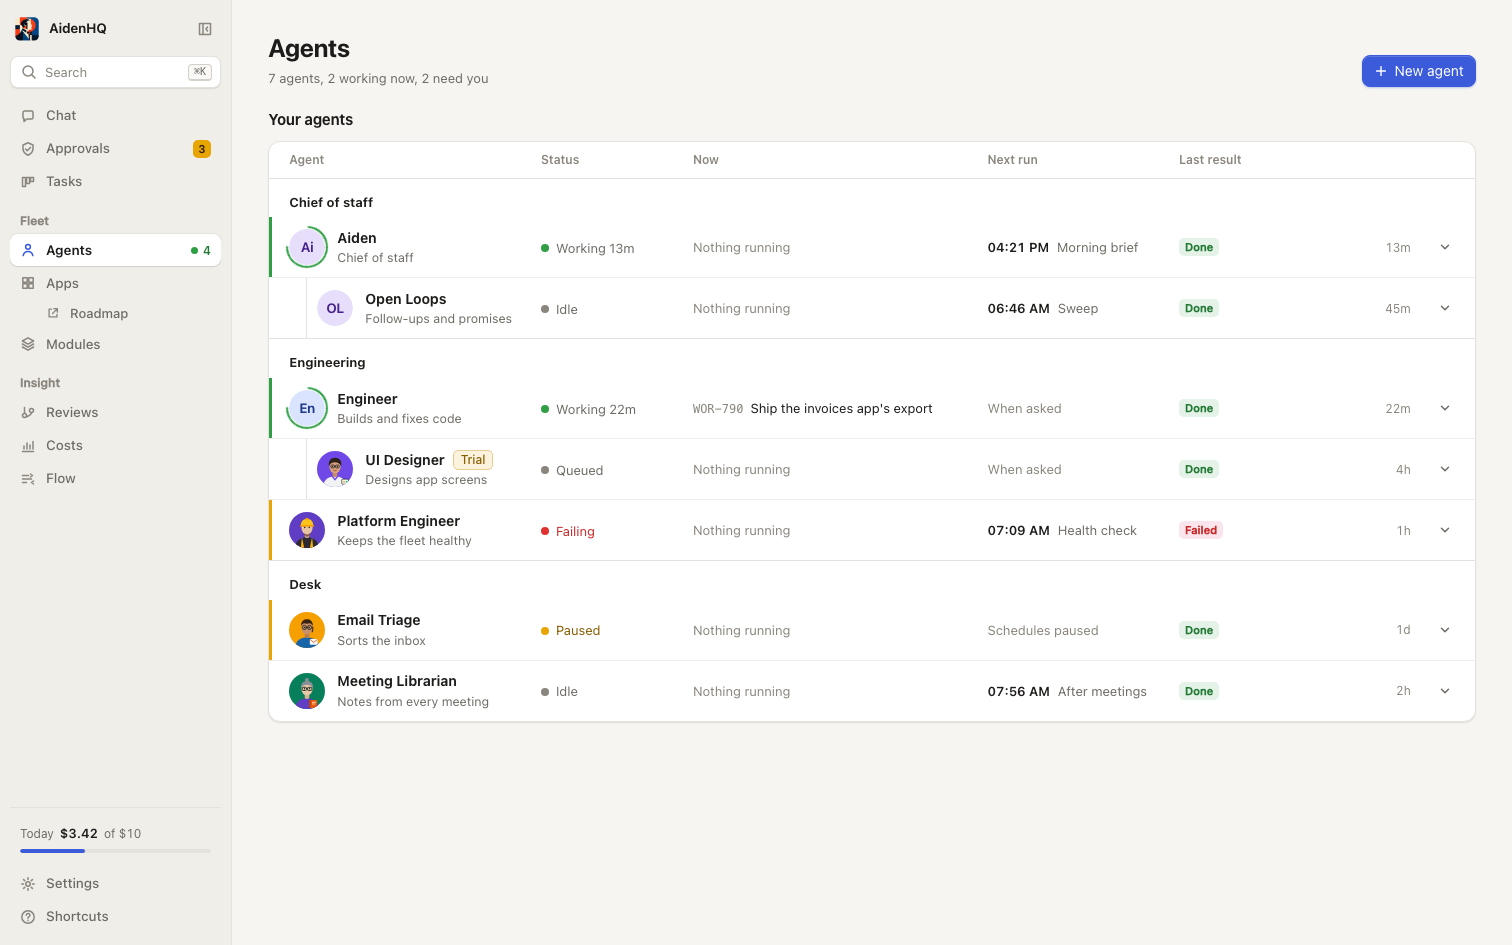 AidenHQ
Search ⌘K
Chat
Approvals 3
Tasks
Fleet
Agents 4
Apps
Roadmap
Modules
Insight
Reviews
Costs
Flow
Today $3.42 of $10
Settings
Shortcuts
Agents
7 agents, 2 working now, 2 need you
+ New agent
Your agents
Agent Status Now Next run Last result
Chief of staff
Ai Aiden Working 13m Nothing running 04:21 PM Morning brief Done 13m
Chief of staff
OL Open Loops Idle Nothing running 06:46 AM Sweep Done 45m
Follow-ups and promises
Engineering
En Engineer Working 22m WOR-790 Ship the invoices app's export When asked Done 22m
Builds and fixes code
UI Designer Trial Queued Nothing running When asked Done 4h
Designs app screens
Platform Engineer Failing Nothing running 07:09 AM Health check Failed 1h
Keeps the fleet healthy
Desk
Email Triage Paused Nothing running Schedules paused Done 1d
Sorts the inbox
Meeting Librarian Idle Nothing running 07:56 AM After meetings Done 2h
Notes from every meeting